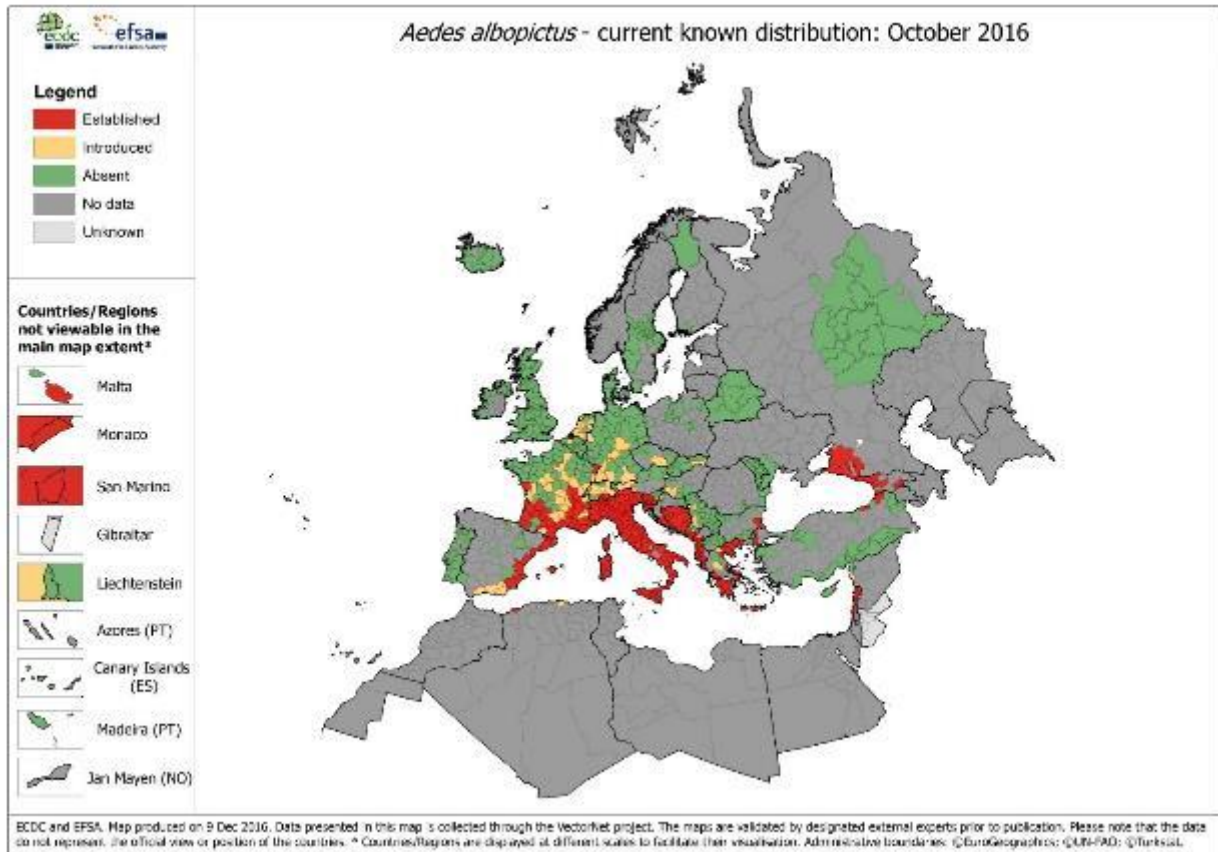 ecdc efsa
Aedes albopictus - current known distribution: October 2016
Legend
Established
Introduced
Absent
No data
Unknown
Countries/Regions
not viewable in the
main map extent*
Malta
Monaco
San Marino
Gibraltar
Liechtenstein
Azores (PT)
Canary Islands
(ES)
Madeira (PT)
Jan Mayen (NO)
ECDC and EFSA. Map produced on 9 Dec 2016. Data presented in this map is collected through the VectorNet project. The maps are validated by designated external experts prior to publication. Please note that the data
do not represent the official view or position of the countries. * Countries/Regions are displayed at different scales to facilitate their visualisation. Administrative boundaries: ©EuroGeographics; ©UN-FAO; ©Turkstat.